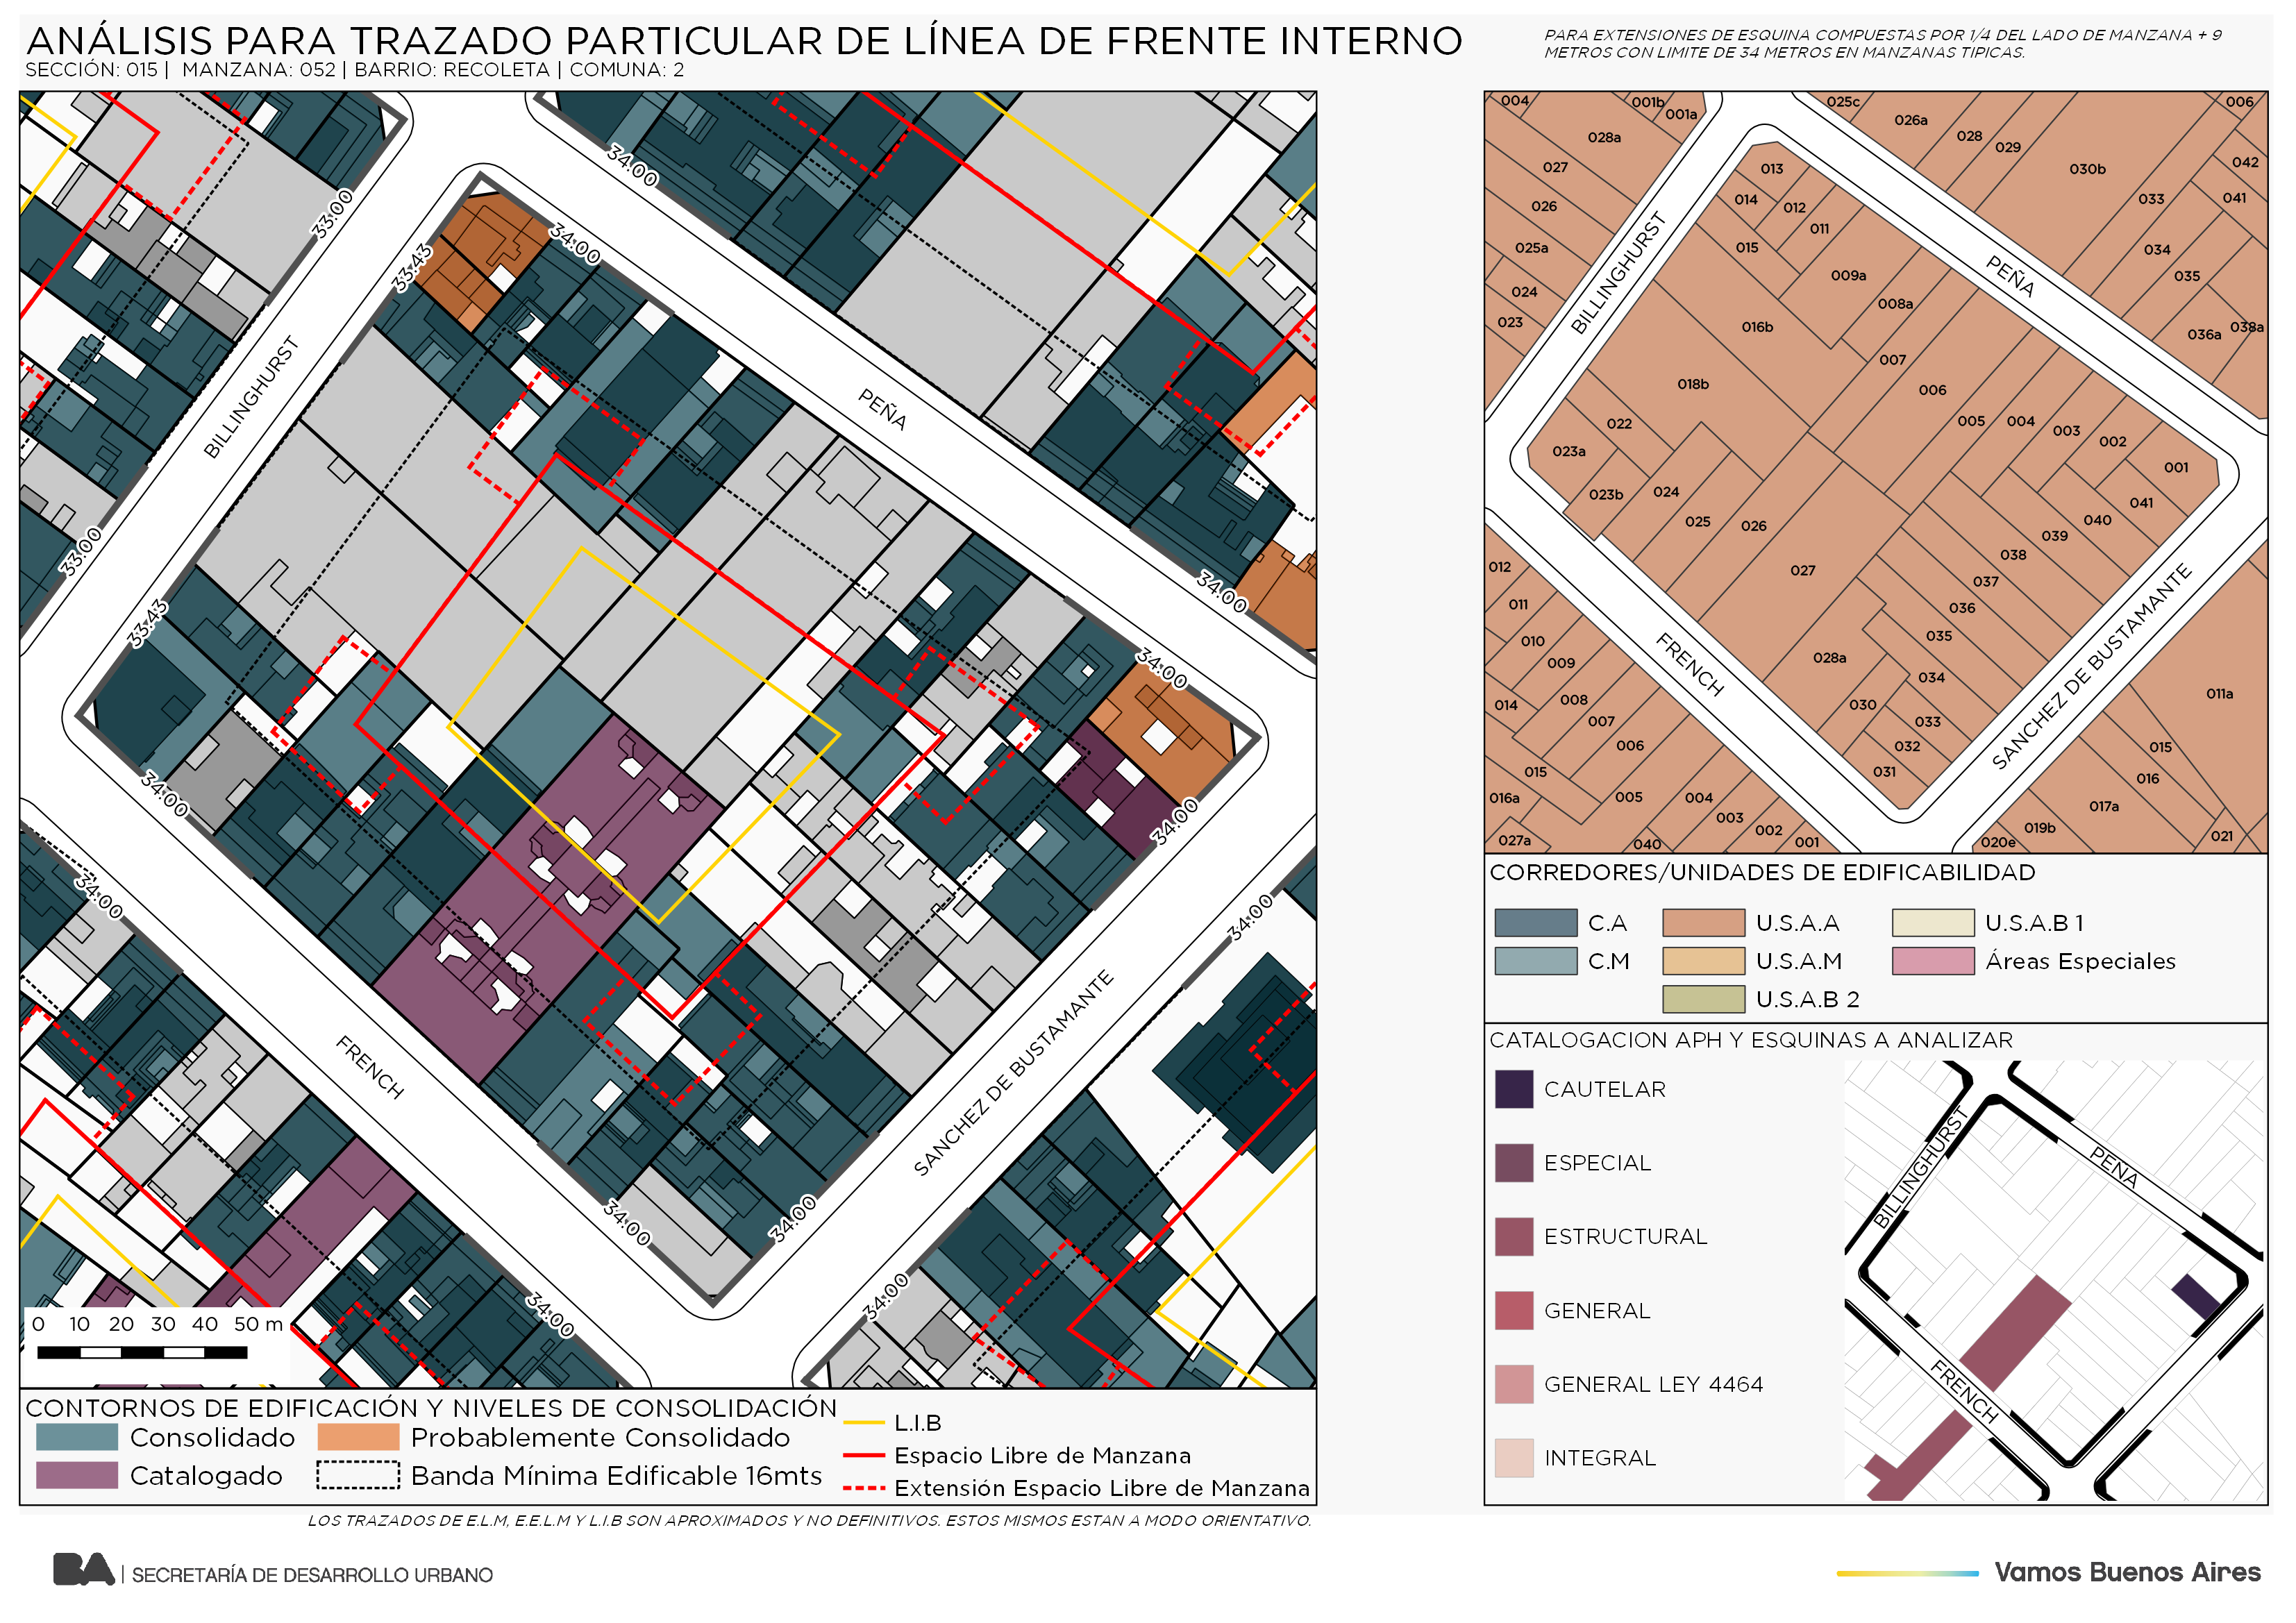 ANÁLISIS PARA TRAZADO PARTICULAR DE LÍNEA DE FRENTE INTERNO
SECCIÓN: 015 | MANZANA: 052 | BARRIO: RECOLETA | COMUNA: 2
PARA EXTENSIONES DE ESQUINA COMPUESTAS POR 1/4 DEL LADO DE MANZANA + 9
METROS CON LIMITE DE 34 METROS EN MANZANAS TIPICAS.
34:00
33:00
34:00
33:43
BILLINGHURST
PEÑA
33:00
34:00
33:43
34:00
34:00
34:00
34:00
34:00
FRENCH
SANCHEZ DE BUSTAMANTE
34:00
34:00
34:00
34:00
0 10 20 30 40 50 m
CONTORNOS DE EDIFICACIÓN Y NIVELES DE CONSOLIDACIÓN
Consolidado
Probablemente Consolidado
Catalogado
Banda Mínima Edificable 16mts
L.I.B
Espacio Libre de Manzana
Extensión Espacio Libre de Manzana
LOS TRAZADOS DE E.L.M, E.E.L.M Y L.I.B SON APROXIMADOS Y NO DEFINITIVOS. ESTOS MISMOS ESTAN A MODO ORIENTATIVO.
004 001b 001a 025c 026a 006
028a 028 029 030b 042
027 013 033 041
026 014 012 011 034
025a 015 009a 035
024 008a
023 016b 036a 038a
BILLINGHURST
PEÑA
007
018b 006
022 005 004 003 002
023a 001
023b 024 041
025 026 040
039
038
012 027 037
011 036
010 035
009 028a
FRENCH
SANCHEZ DE BUSTAMANTE
034
014 008 030 011a
007 033
006 032 015
015 031 016
016a 005 004 017a
003
027a 040 002 001 020e 019b 021
CORREDORES/UNIDADES DE EDIFICABILIDAD
C.A
U.S.A.A
U.S.A.B 1
C.M
U.S.A.M
Áreas Especiales
U.S.A.B 2
CATALOGACION APH Y ESQUINAS A ANALIZAR
CAUTELAR
ESPECIAL
ESTRUCTURAL
GENERAL
GENERAL LEY 4464
INTEGRAL
BILLINGHURST
PENA
FRENCH
BA | SECRETARÍA DE DESARROLLO URBANO
Vamos Buenos Aires